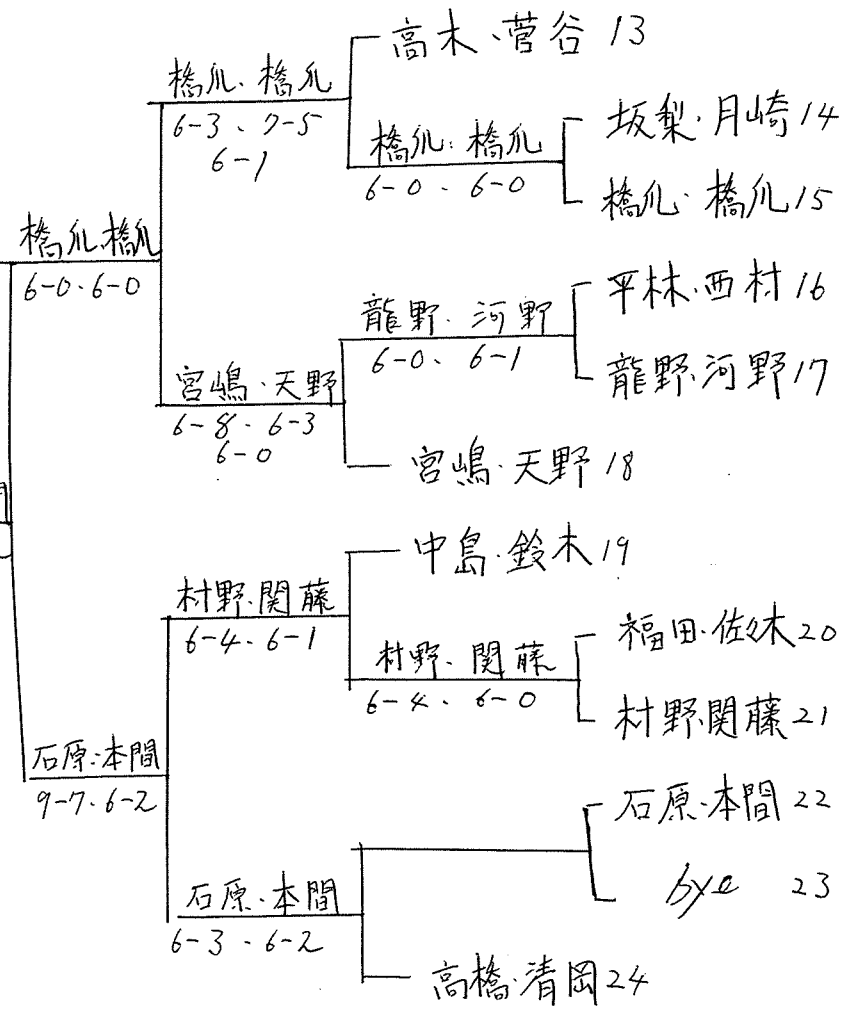 高木、菅谷 13
橋爪、橋爪
6-3、7-5
6-1
坂梨・月崎 14
橋爪・橋爪
6-0、6-0
橋爪・橋爪 15
橋爪、橋爪
6-0・6-0
平林・西村 16
龍野・河野
6-0、6-1
龍野・河野 17
宮嶋・天野
6-8・6-3
6-0
宮嶋・天野 18
中島・鈴木 19
村野・関藤
6-4・6-1
福田・佐々木 20
村野・関藤
6-4、6-0
村野・関藤 21
石原・本間
9-7・6-2
石原・本間 22
bye 23
石原・本間
6-3・6-2
高橋・清岡 24